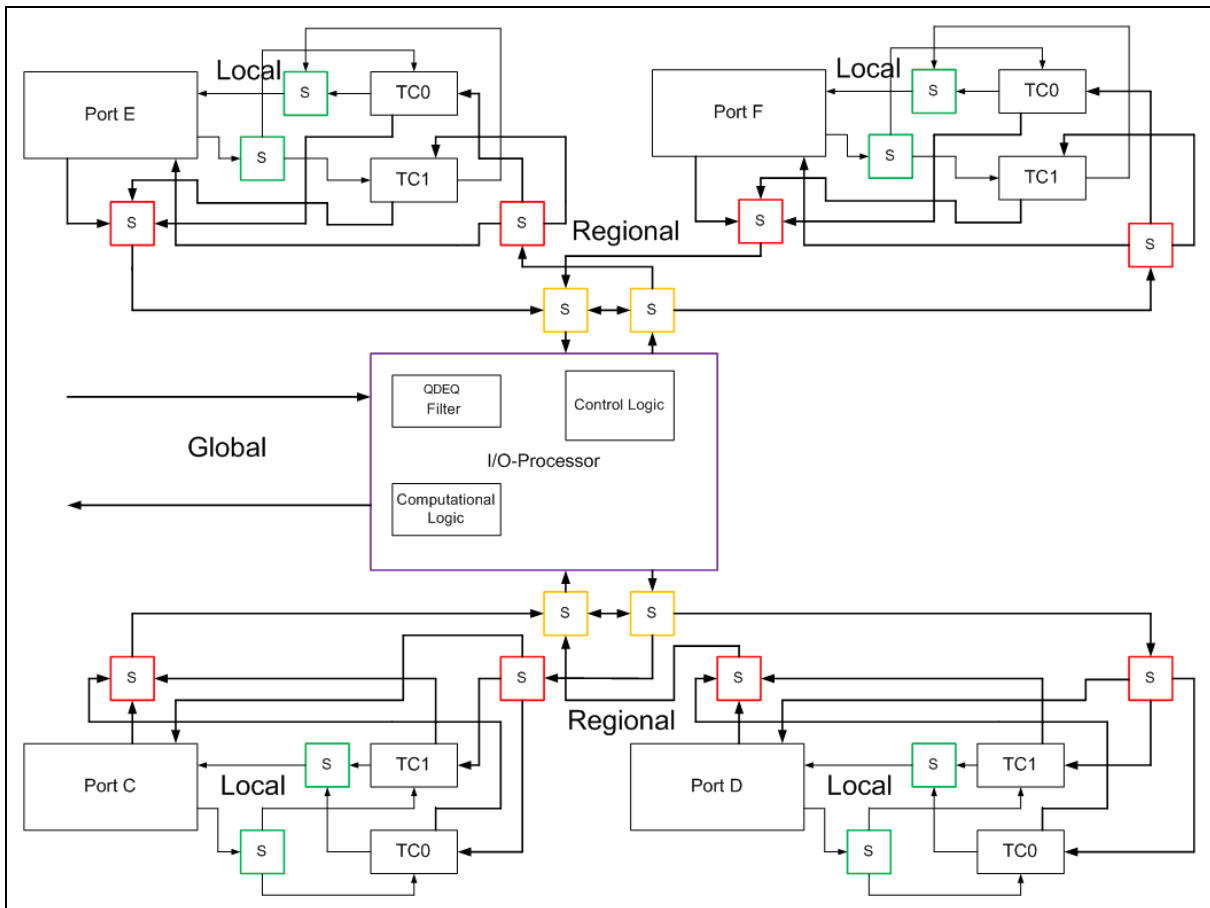 Local
S
TC0
Port E
S
TC1
S
S
Local
S
TC0
Port F
S
TC1
S
S
Regional
S
S
QDEQ
Filter
Control Logic
Global
I/O-Processor
Computational
Logic
S
S
S
S
S
S
Regional
Port C
Local
S
TC1
S
TC0
Port D
Local
S
TC1
S
TC0